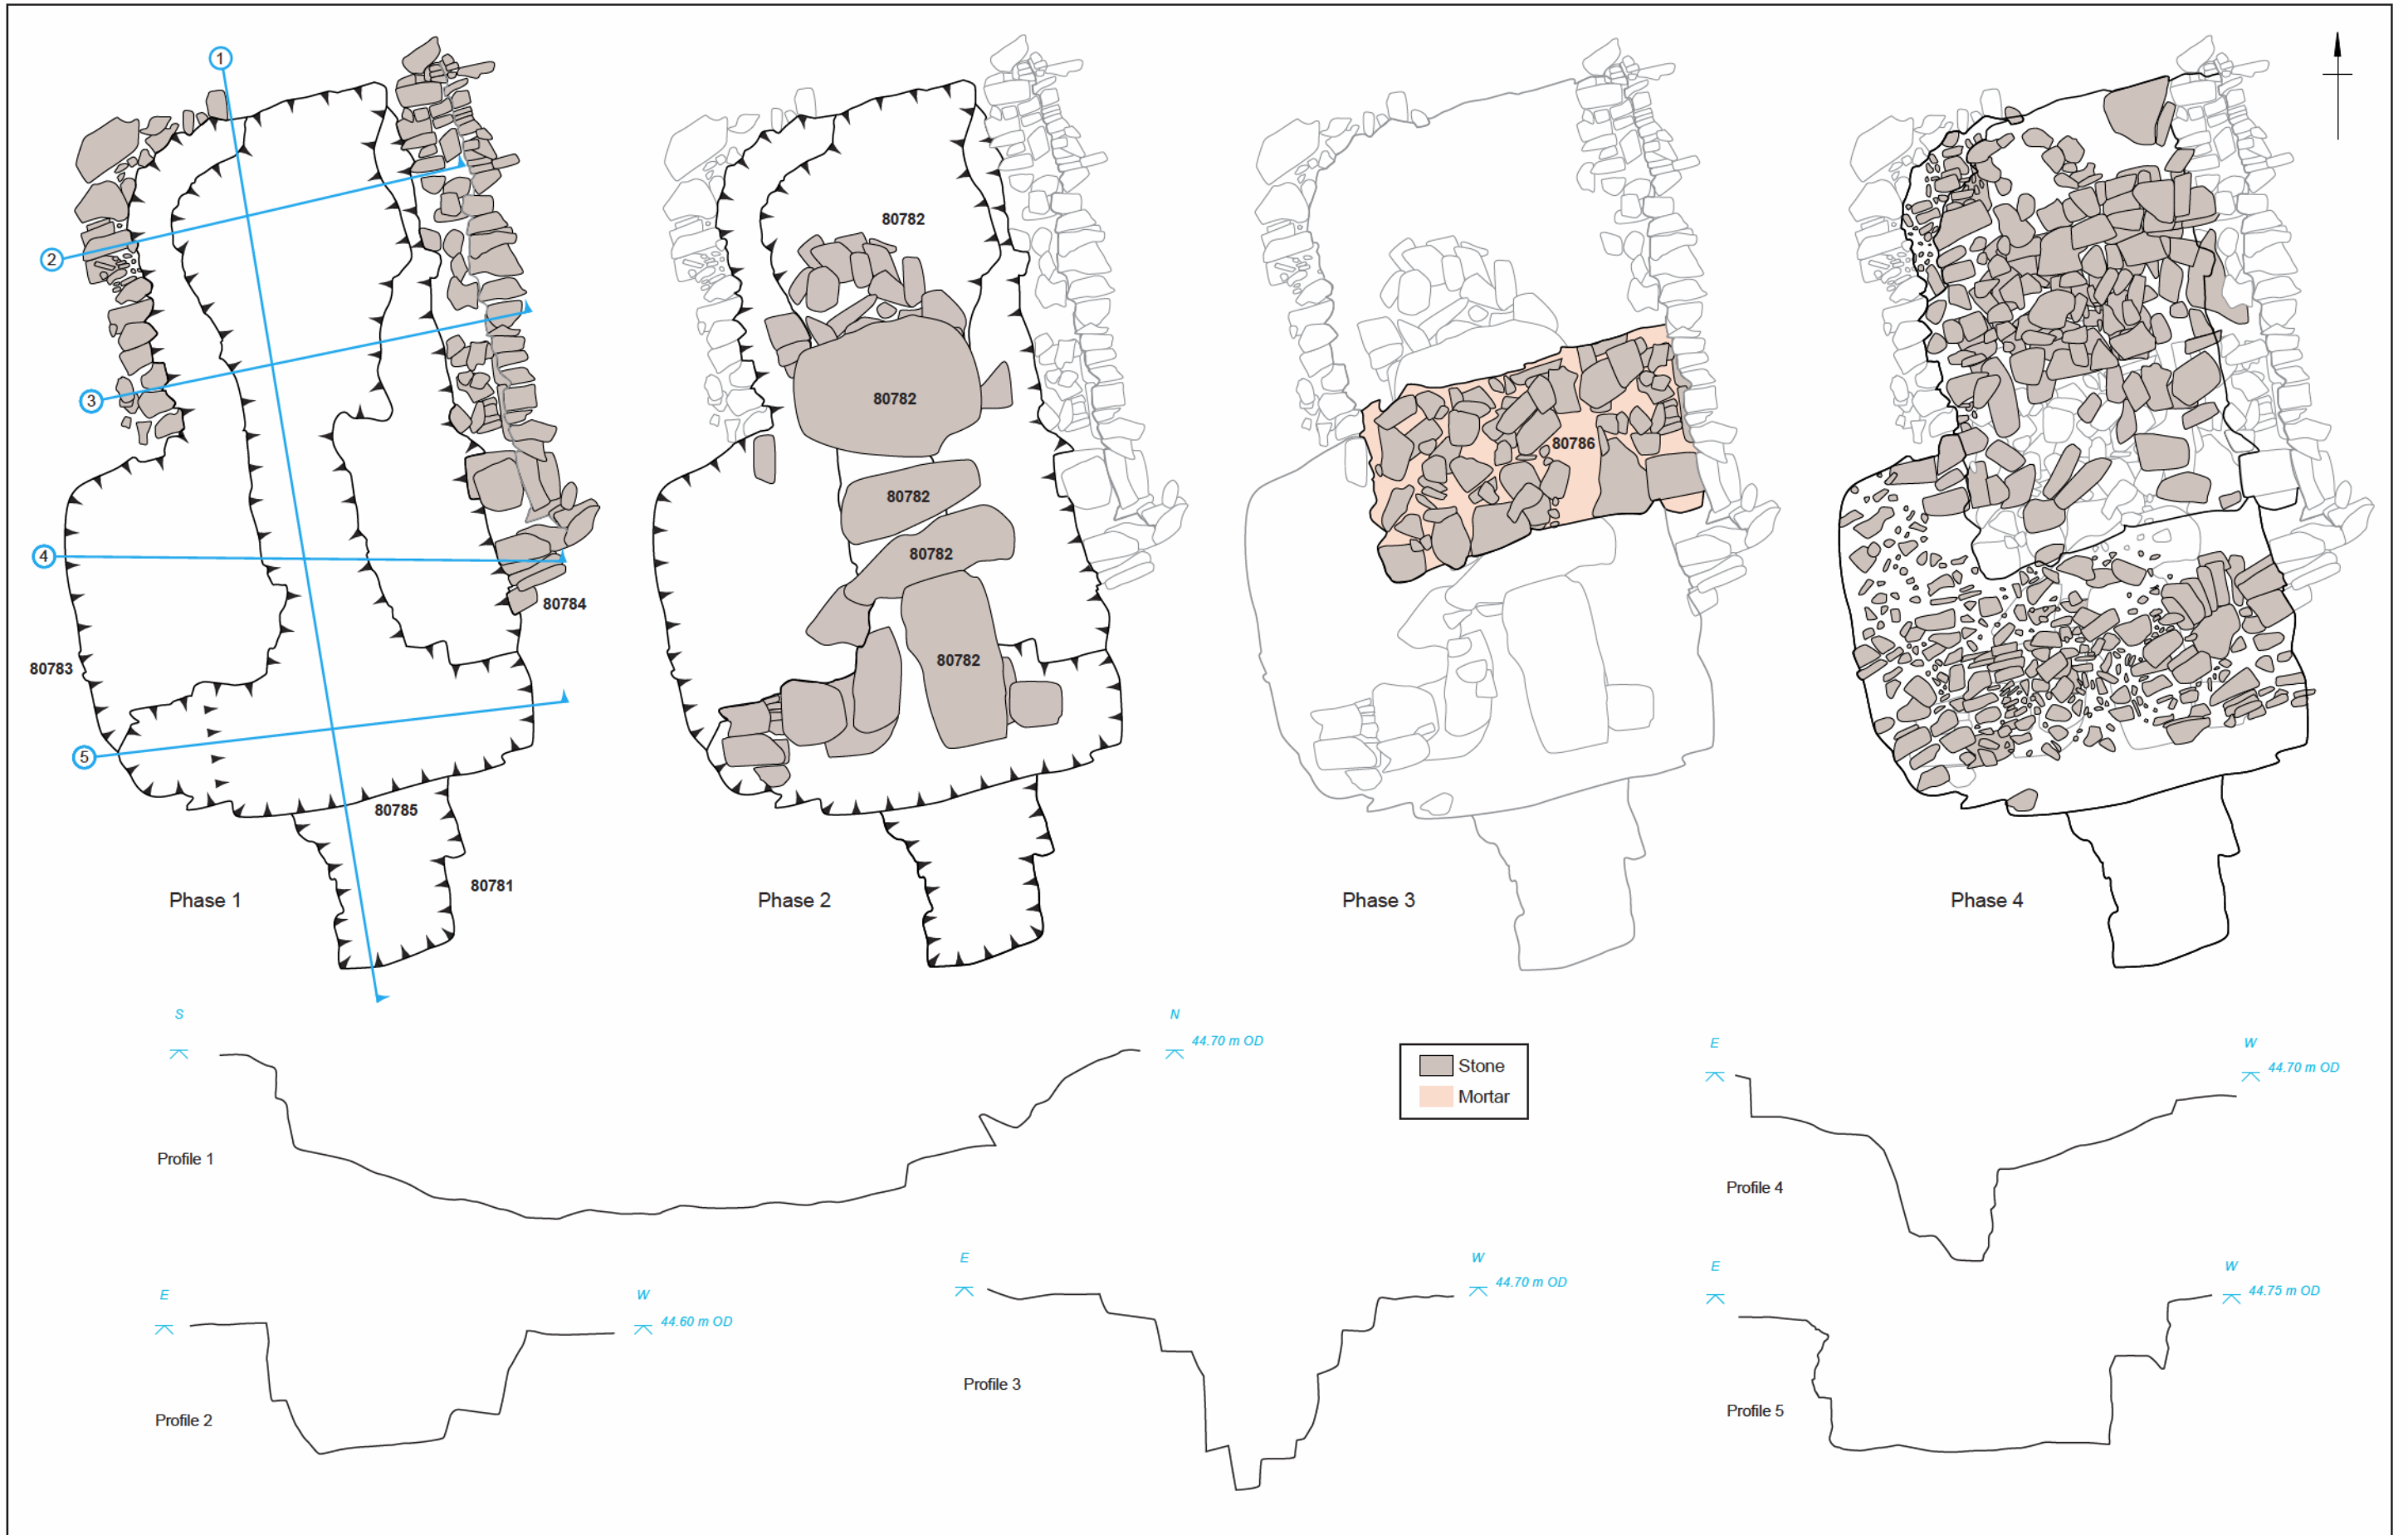 1
2
3
4
5
80784
80783
80785
80781
Phase 1
80782
80782
80782
80782
80782
Phase 2
80786
Phase 3
Phase 4
S
N
44.70 m OD
Profile 1
Stone
Mortar
E
W
44.70 m OD
Profile 4
E
W
44.60 m OD
Profile 2
E
W
44.70 m OD
Profile 3
E
W
44.75 m OD
Profile 5